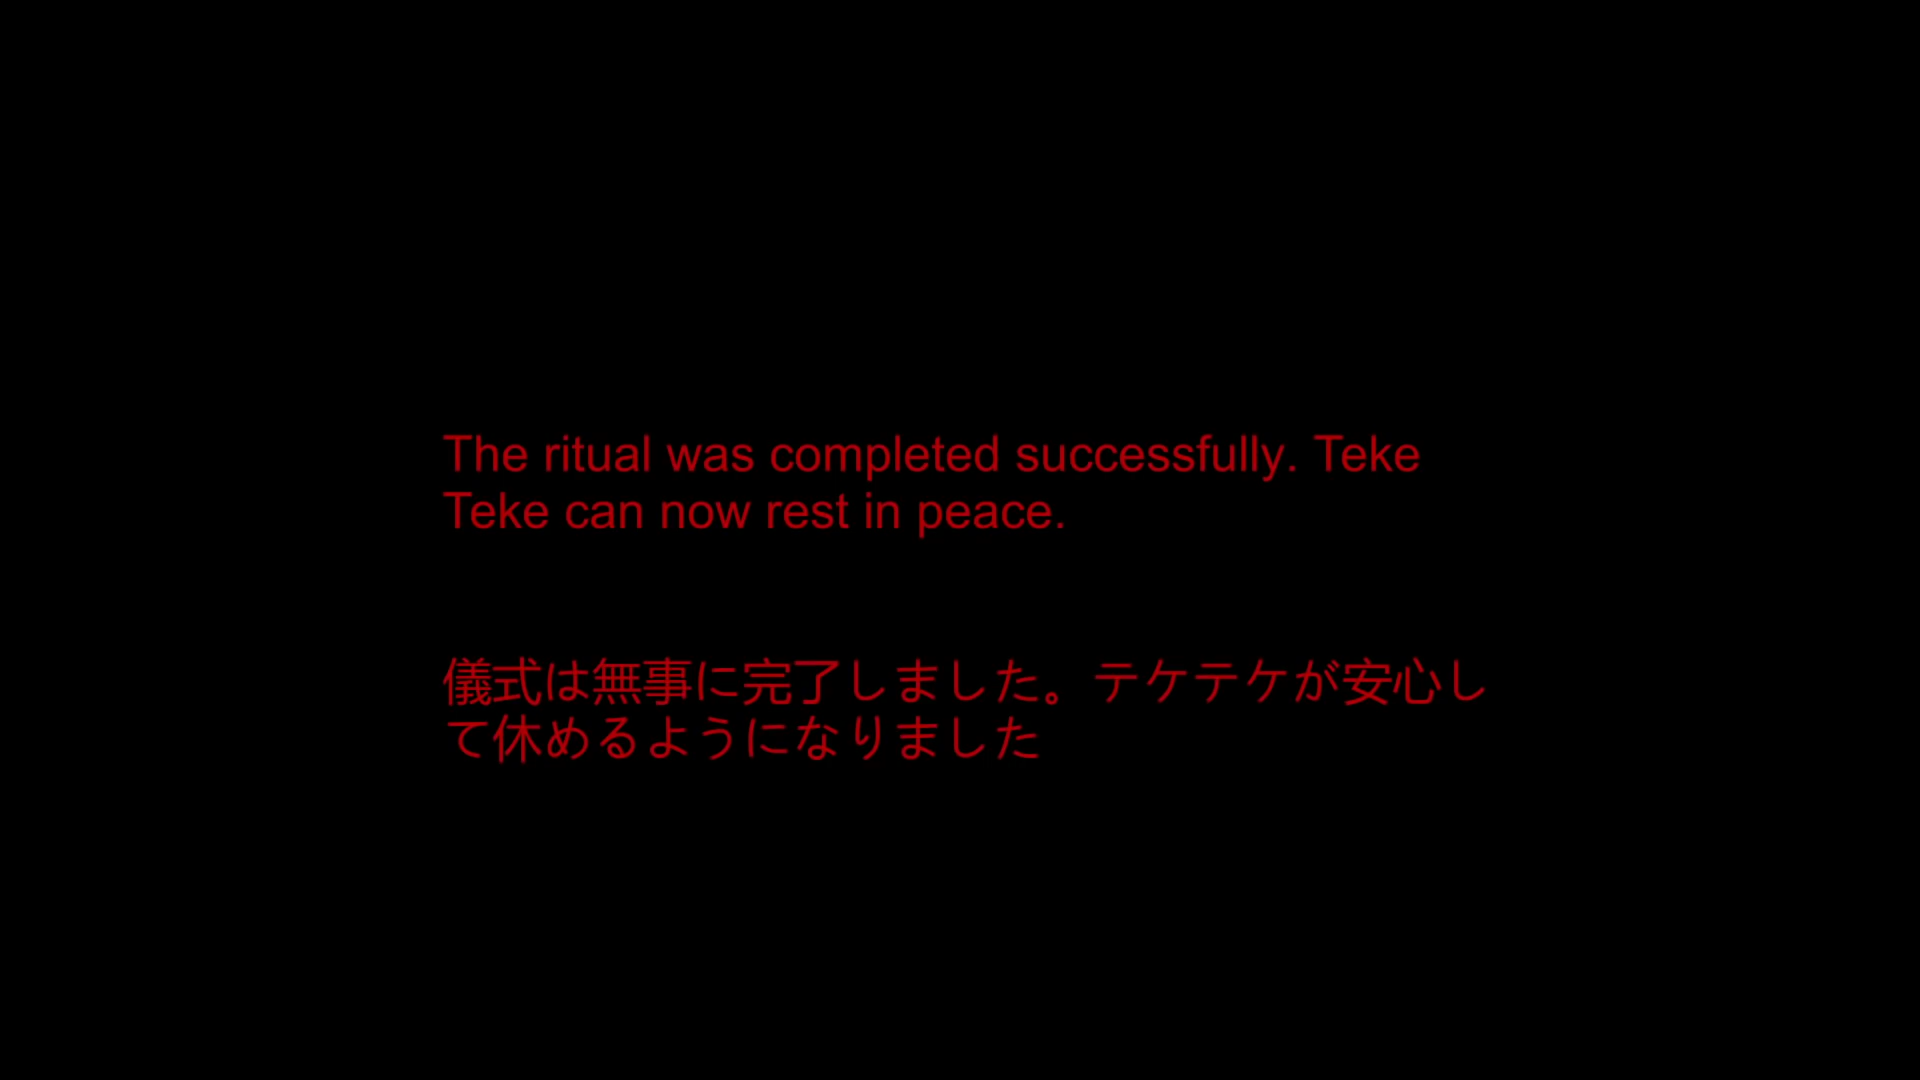 The ritual was completed successfully. Teke
Teke can now rest in peace.
儀式は無事に完了しました。テケテケが安心し
て休めるようになりました